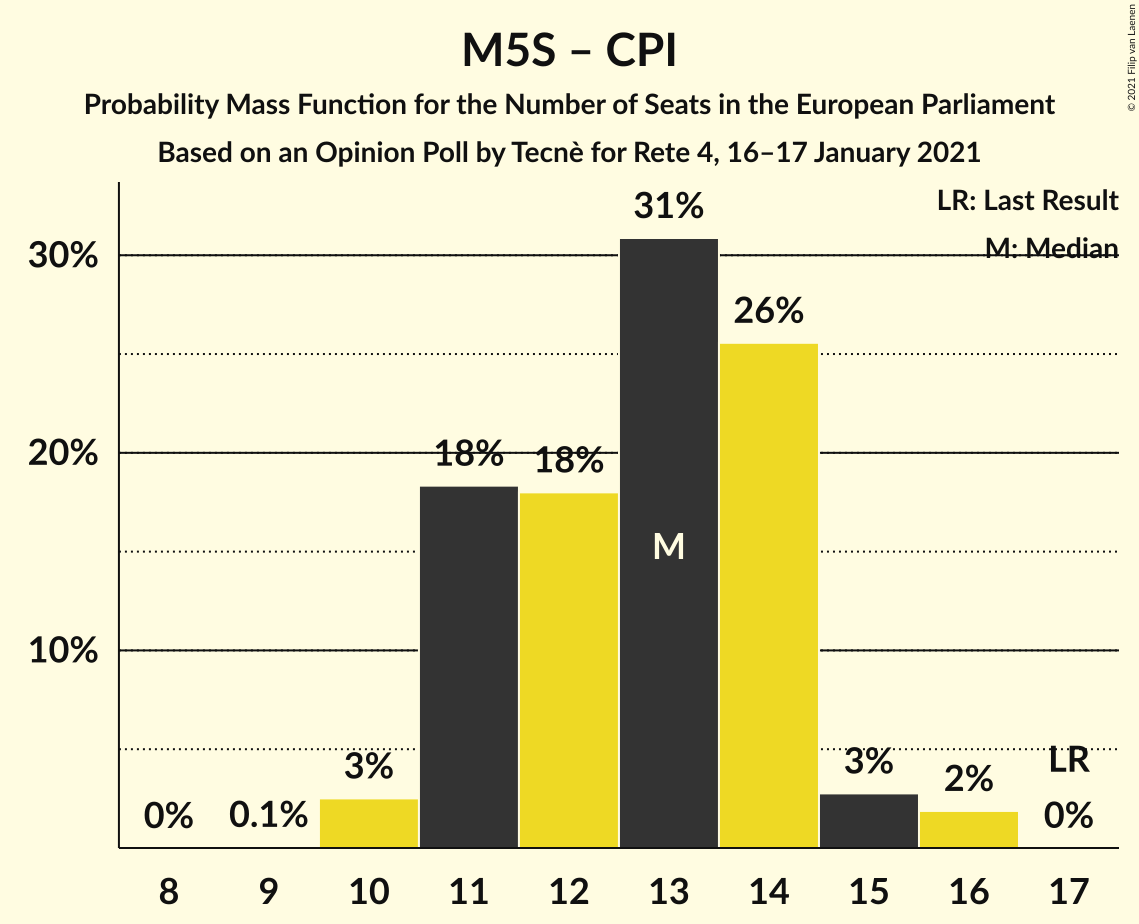 M5S – CPI
Probability Mass Function for the Number of Seats in the European Parliament
Based on an Opinion Poll by Tecnè for Rete 4, 16–17 January 2021
© 2021 Filip van Laenen
LR: Last Result
M: Median
30%
20%
10%
0%
0.1%
3%
18%
18%
31%
M
26%
3%
2%
LR
0%
8 9 10 11 12 13 14 15 16 17